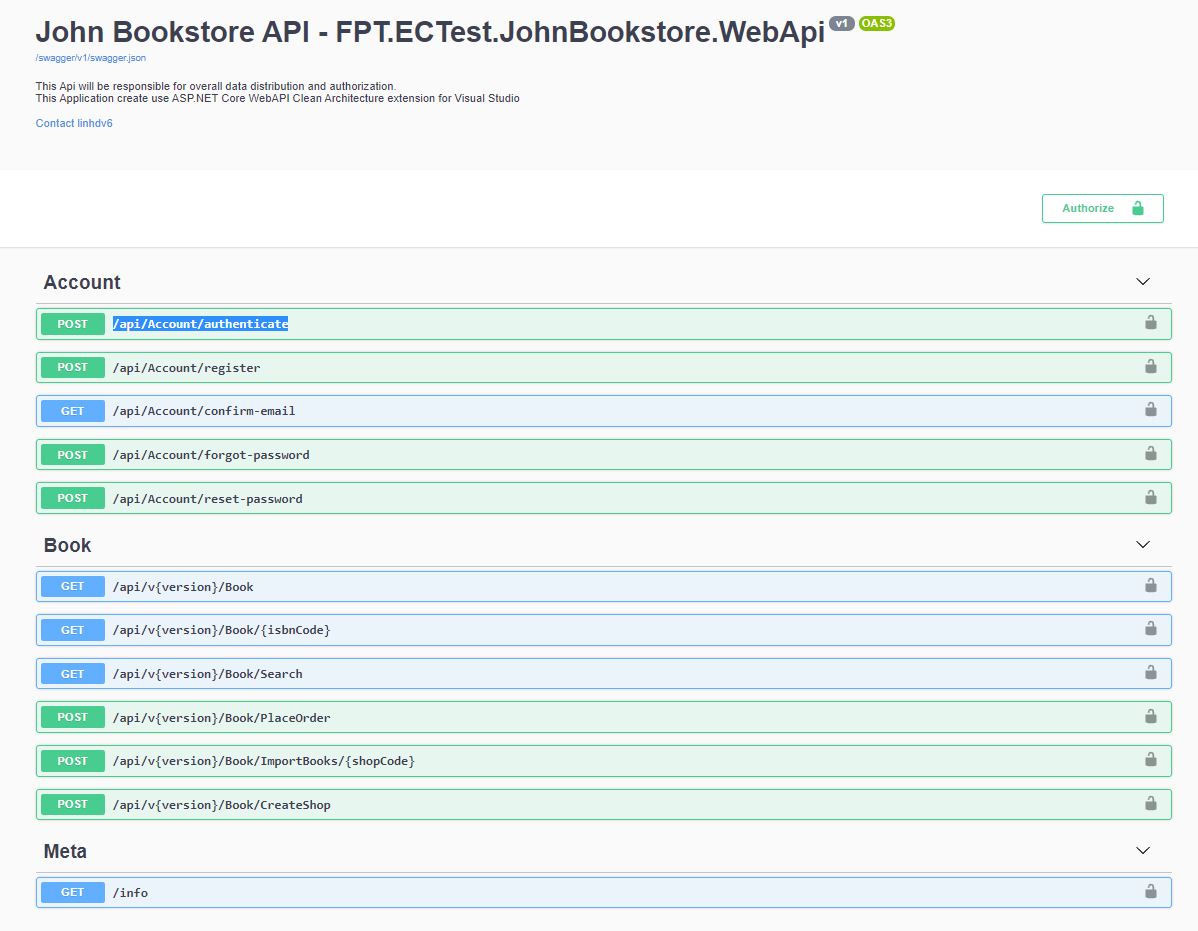 John Bookstore API - FPT.ECTest.JohnBookstore.WebApi v1 OAS3
/swagger/v1/swagger.json
This Api will be responsible for overall data distribution and authorization.
This Application create use ASP.NET Core WebAPI Clean Architecture extension for Visual Studio
Contact linhdv6
Authorize
Account
POST /api/Account/authenticate
POST /api/Account/register
GET /api/Account/confirm-email
POST /api/Account/forgot-password
POST /api/Account/reset-password
Book
GET /api/v{version}/Book
GET /api/v{version}/Book/{isbnCode}
GET /api/v{version}/Book/Search
POST /api/v{version}/Book/PlaceOrder
POST /api/v{version}/Book/ImportBooks/{shopCode}
POST /api/v{version}/Book/CreateShop
Meta
GET /info